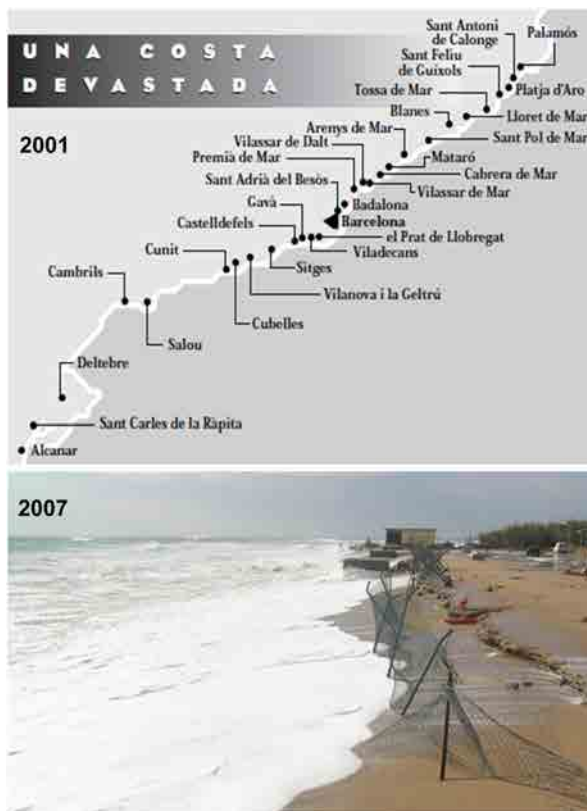 UNA COSTA
DEVASTADA
2001
Sant Antoni
de Calonge
Palamós
Sant Feliu
de Guíxols
Platja d'Aro
Tossa de Mar
Lloret de Mar
Blanes
Sant Pol de Mar
Arenys de Mar
Vilassar de Dalt
Mataró
Premià de Mar
Cabrera de Mar
Sant Adrià del Besòs
Vilassar de Mar
Badalona
Gavà
Barcelona
Castelldefels
el Prat de Llobregat
Cunit
Viladecans
Sitges
Cambrils
Vilanova i la Geltrú
Cubelles
Salou
Deltebre
Sant Carles de la Ràpita
Alcanar
2007